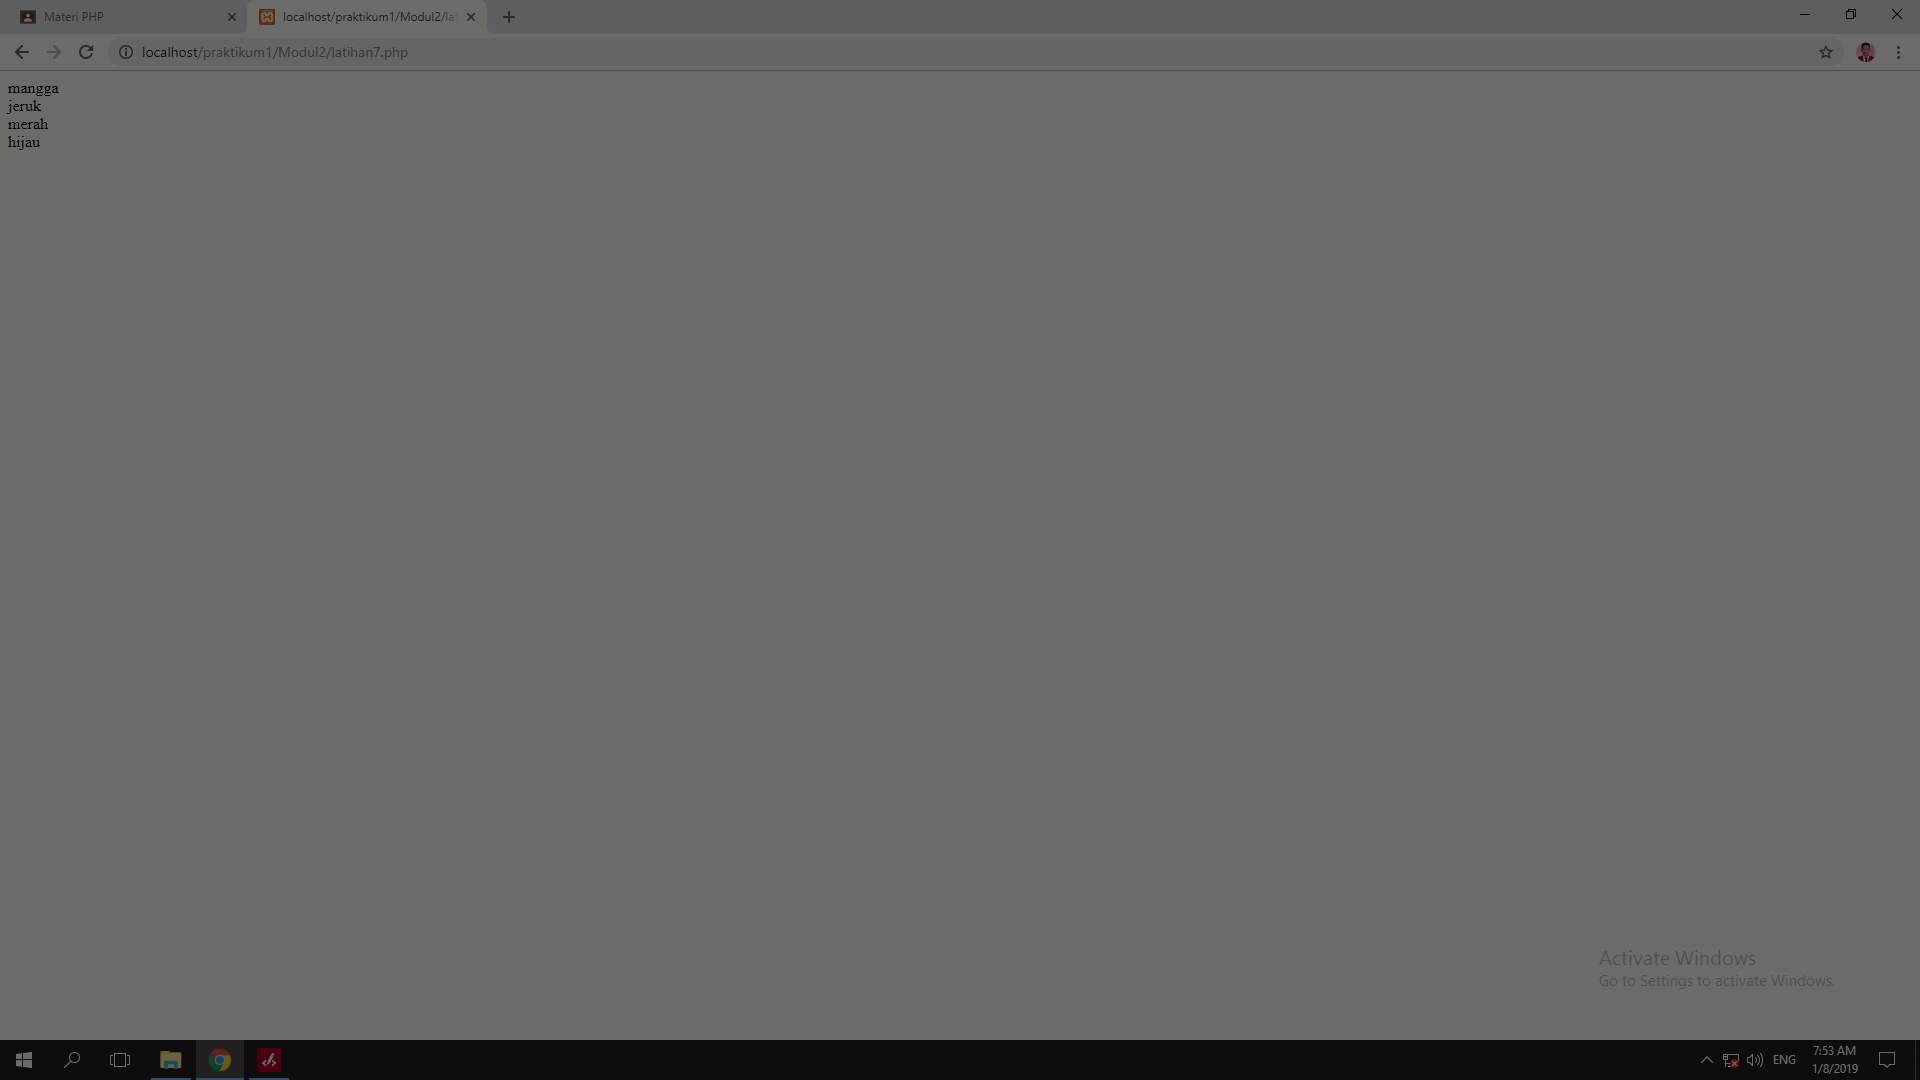 Materi PHP
localhost/praktikum1/Modul2/lat
localhost/praktikum1/Modul2/latihan7.php
mangga
jeruk
merah
hijau
Activate Windows
Go to Settings to activate Windows.
ENG
7:53 AM
1/8/2019